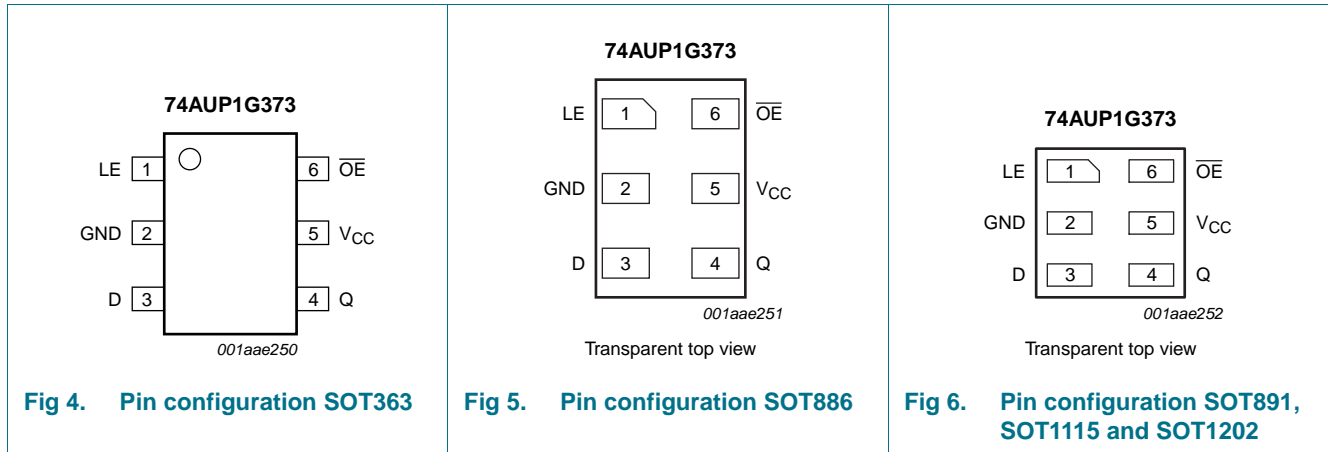 74AUP1G373
LE 1 6 OE
GND 2 5 VCC
D 3 4 Q
001aae250
Fig 4. Pin configuration SOT363
74AUP1G373
LE 1 6 OE
GND 2 5 VCC
D 3 4 Q
001aae251
Transparent top view
Fig 5. Pin configuration SOT886
74AUP1G373
LE 1 6 OE
GND 2 5 VCC
D 3 4 Q
001aae252
Transparent top view
Fig 6. Pin configuration SOT891,
SOT1115 and SOT1202